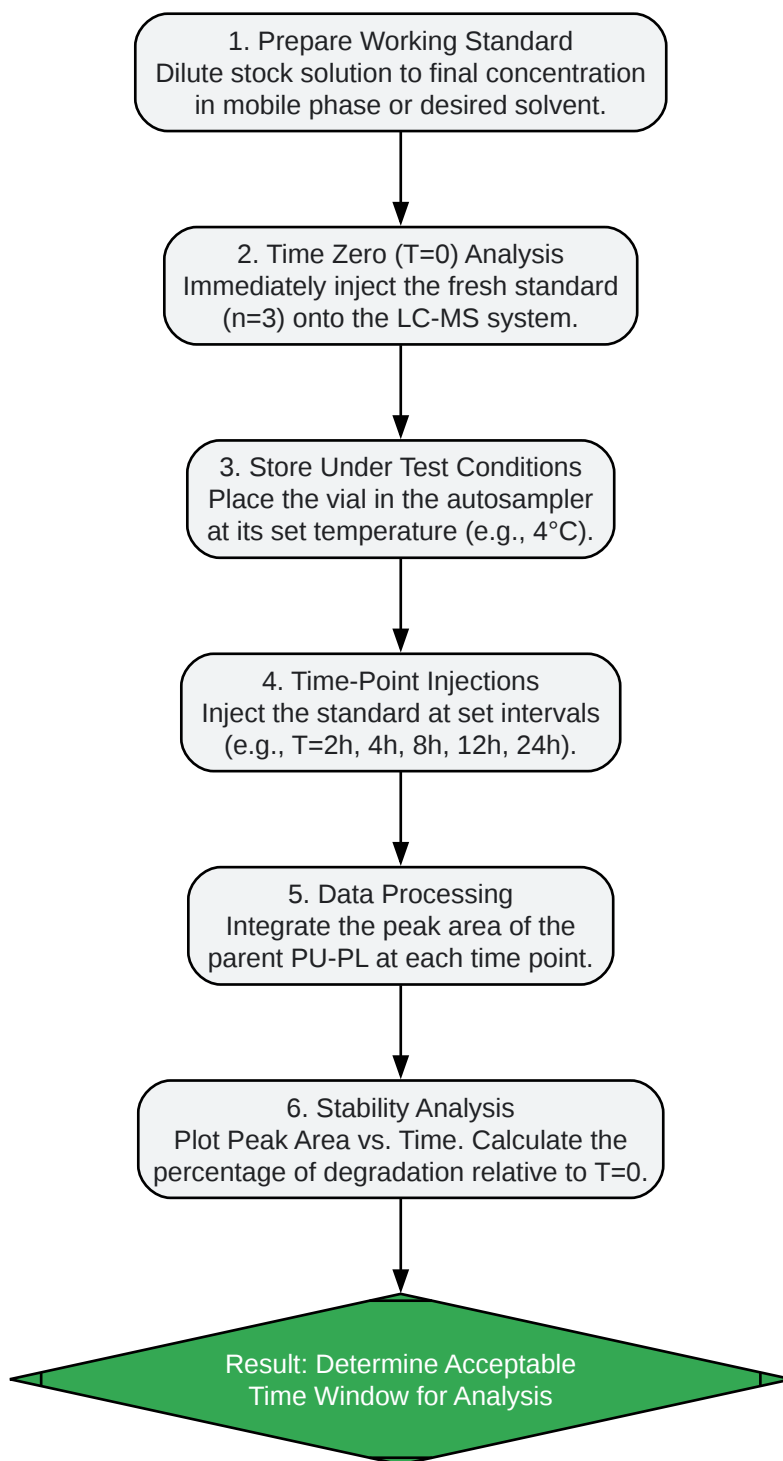 1. Prepare Working Standard
Dilute stock solution to final concentration
in mobile phase or desired solvent.
2. Time Zero (T=0) Analysis
Immediately inject the fresh standard
(n=3) onto the LC-MS system.
3. Store Under Test Conditions
Place the vial in the autosampler
at its set temperature (e.g., 4°C).
4. Time-Point Injections
Inject the standard at set intervals
(e.g., T=2h, 4h, 8h, 12h, 24h).
5. Data Processing
Integrate the peak area of the
parent PU-PL at each time point.
6. Stability Analysis
Plot Peak Area vs. Time. Calculate the
percentage of degradation relative to T=0.
Result: Determine Acceptable
Time Window for Analysis